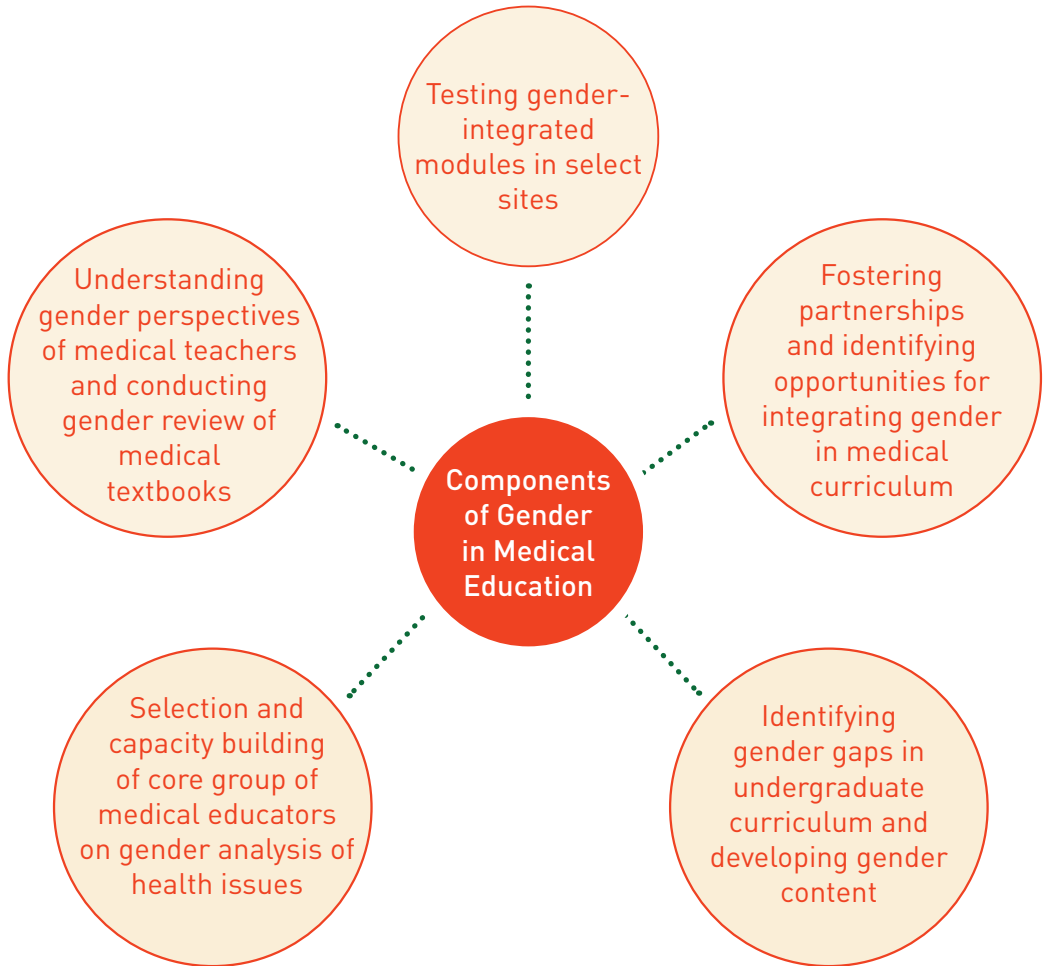 Testing gender-
integrated
modules in select
sites
Understanding
gender perspectives
of medical teachers
and conducting
gender review of
medical
textbooks
Fostering
partnerships
and identifying
opportunities for
integrating gender
in medical
curriculum
Components
of Gender
in Medical
Education
Selection and
capacity building
of core group of
medical educators
on gender analysis of
health issues
Identifying
gender gaps in
undergraduate
curriculum and
developing gender
content